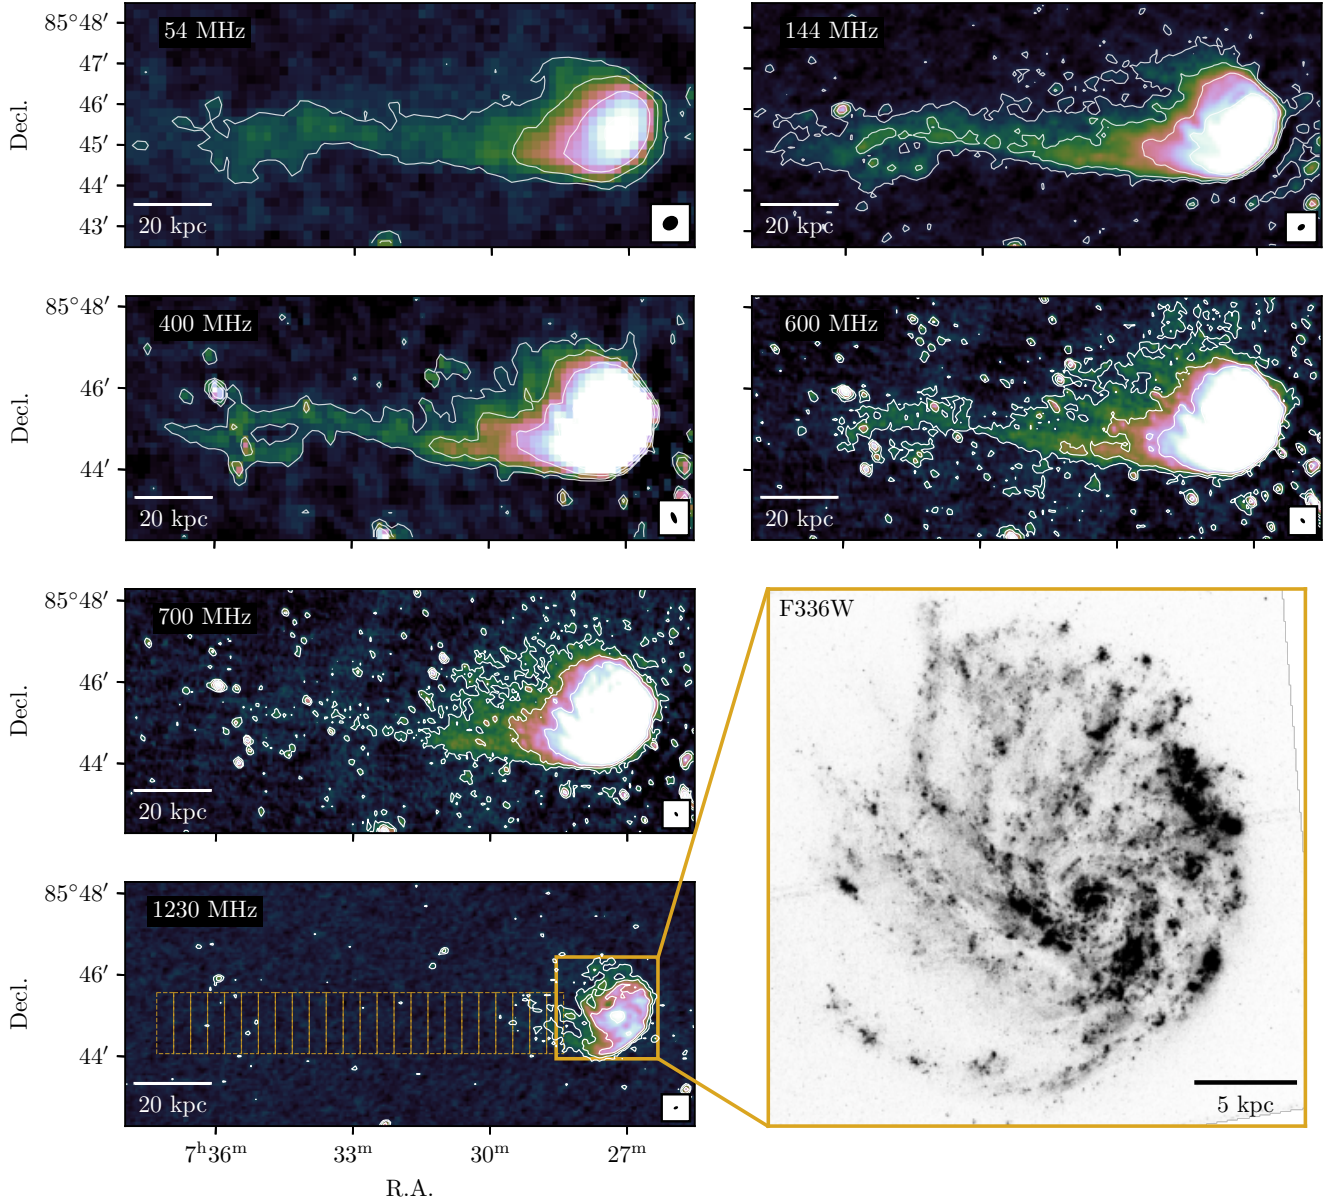 54 MHz
85°48′
47′
46′
45′
44′
43′
Decl.
20 kpc
144 MHz
20 kpc
400 MHz
85°48′
46′
44′
Decl.
20 kpc
600 MHz
20 kpc
700 MHz
85°48′
46′
44′
Decl.
20 kpc
F336W
5 kpc
1230 MHz
85°48′
46′
44′
Decl.
20 kpc
7ʰ36ᵐ
33ᵐ
30ᵐ
27ᵐ
R.A.